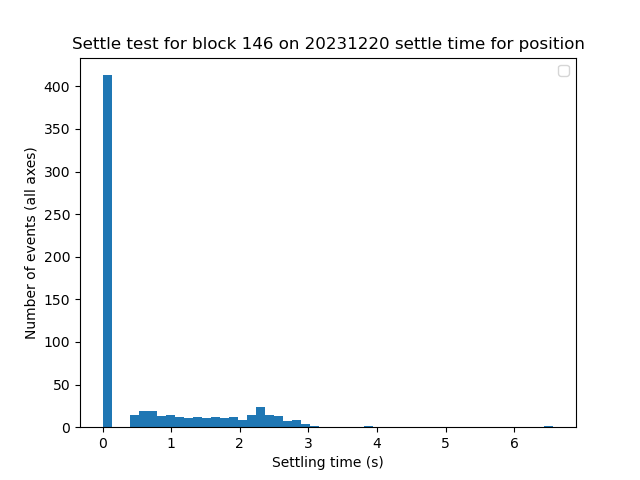 Settle test for block 146 on 20231220 settle time for position
Number of events (all axes)
400
350
300
250
200
150
100
50
0
0 1 2 3 4 5 6
Settling time (s)